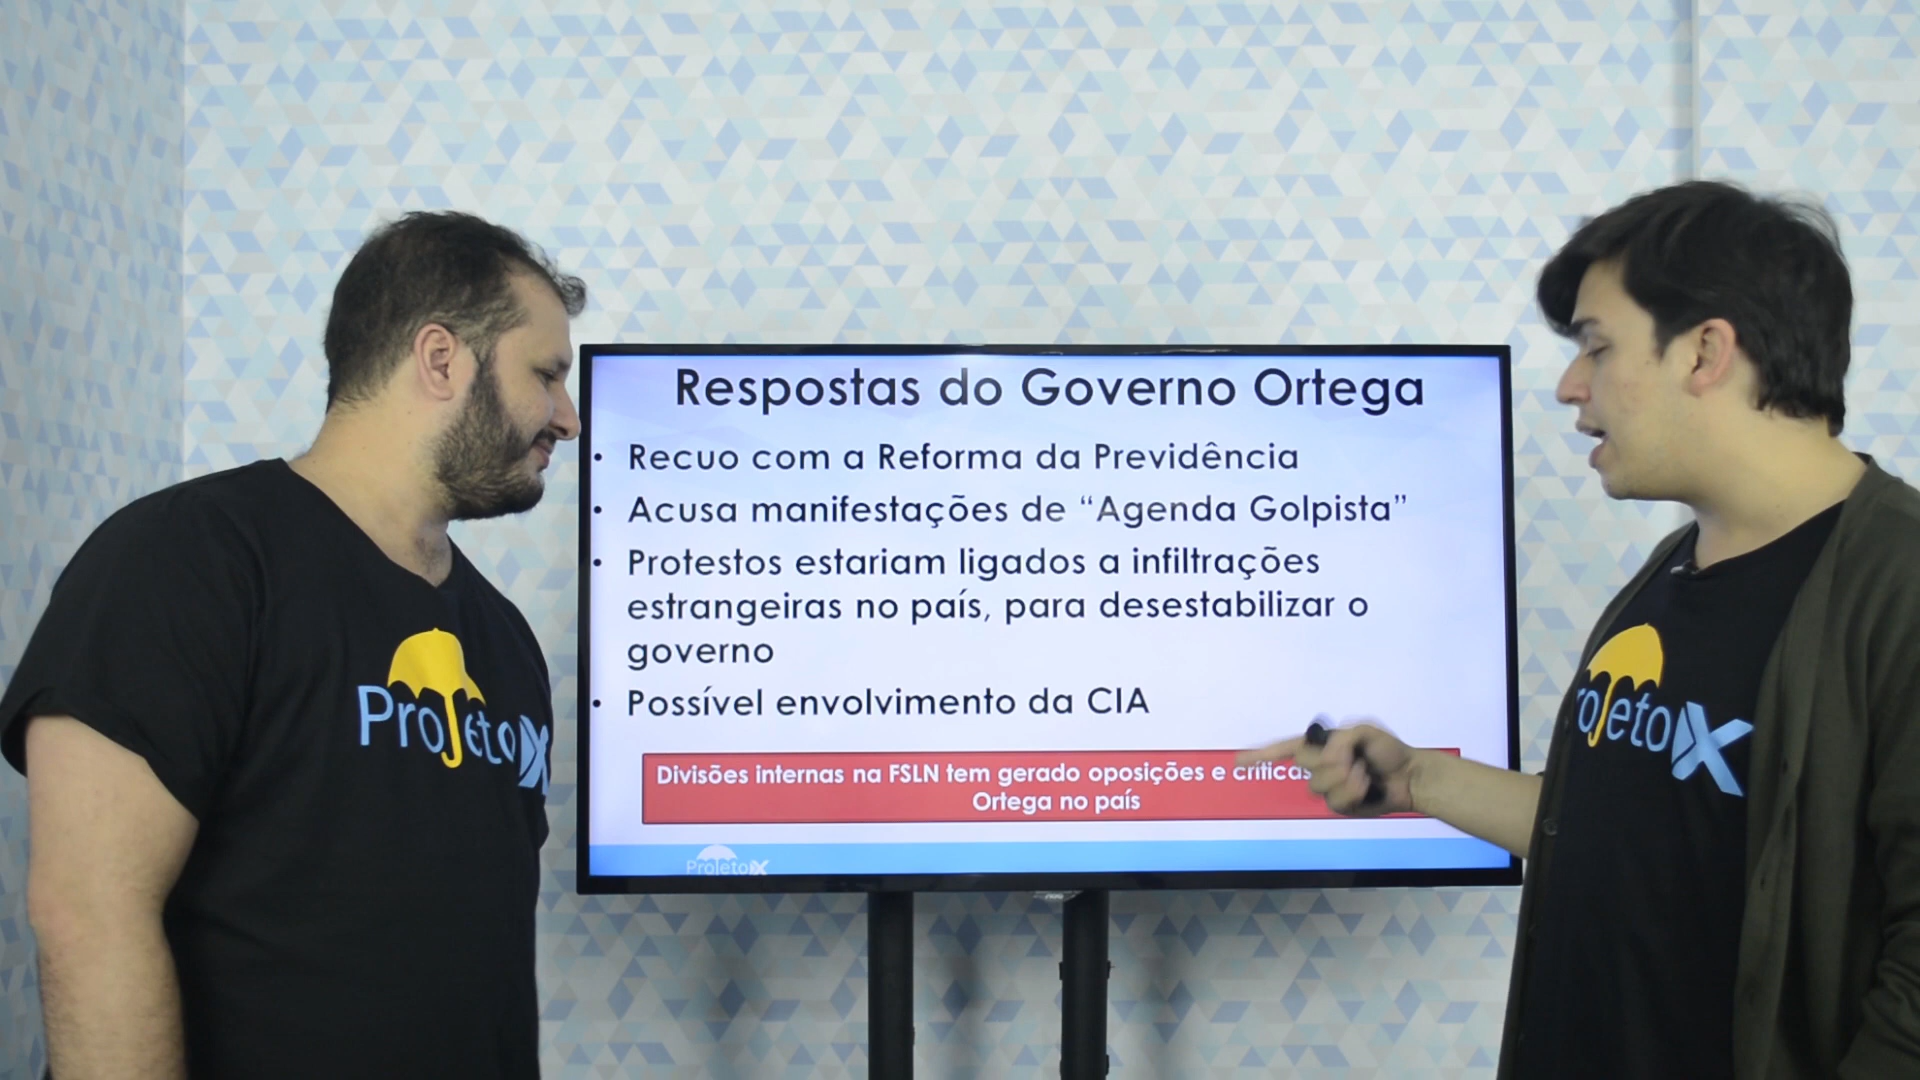 Respostas do Governo Ortega
• Recuo com a Reforma da Previdência
• Acusa manifestações de “Agenda Golpista”
• Protestos estariam ligados a infiltrações
estrangeiras no país, para desestabilizar o
governo
• Possível envolvimento da CIA
Divisões internas na FSLN tem gerado oposições e críticas
Ortega no país
ProjetoX
ProjetoX
rojetoX